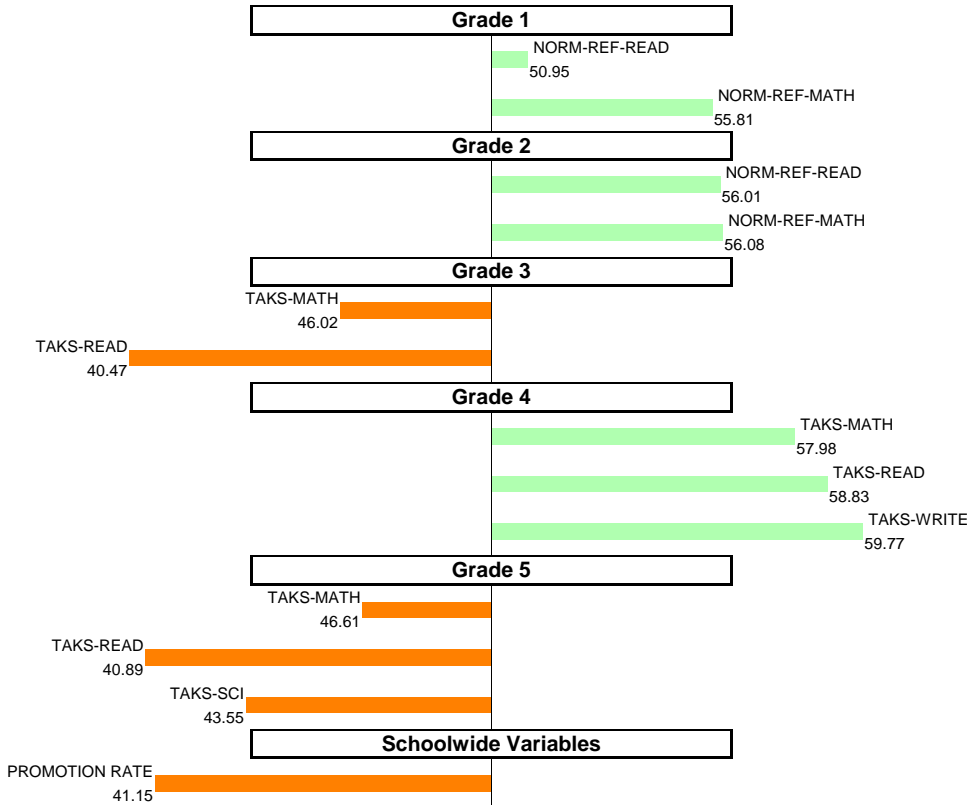 Grade 1
NORM-REF-READ
50.95
NORM-REF-MATH
55.81
Grade 2
NORM-REF-READ
56.01
NORM-REF-MATH
56.08
Grade 3
TAKS-MATH
46.02
TAKS-READ
40.47
Grade 4
TAKS-MATH
57.98
TAKS-READ
58.83
TAKS-WRITE
59.77
Grade 5
TAKS-MATH
46.61
TAKS-READ
40.89
TAKS-SCI
43.55
Schoolwide Variables
PROMOTION RATE
41.15